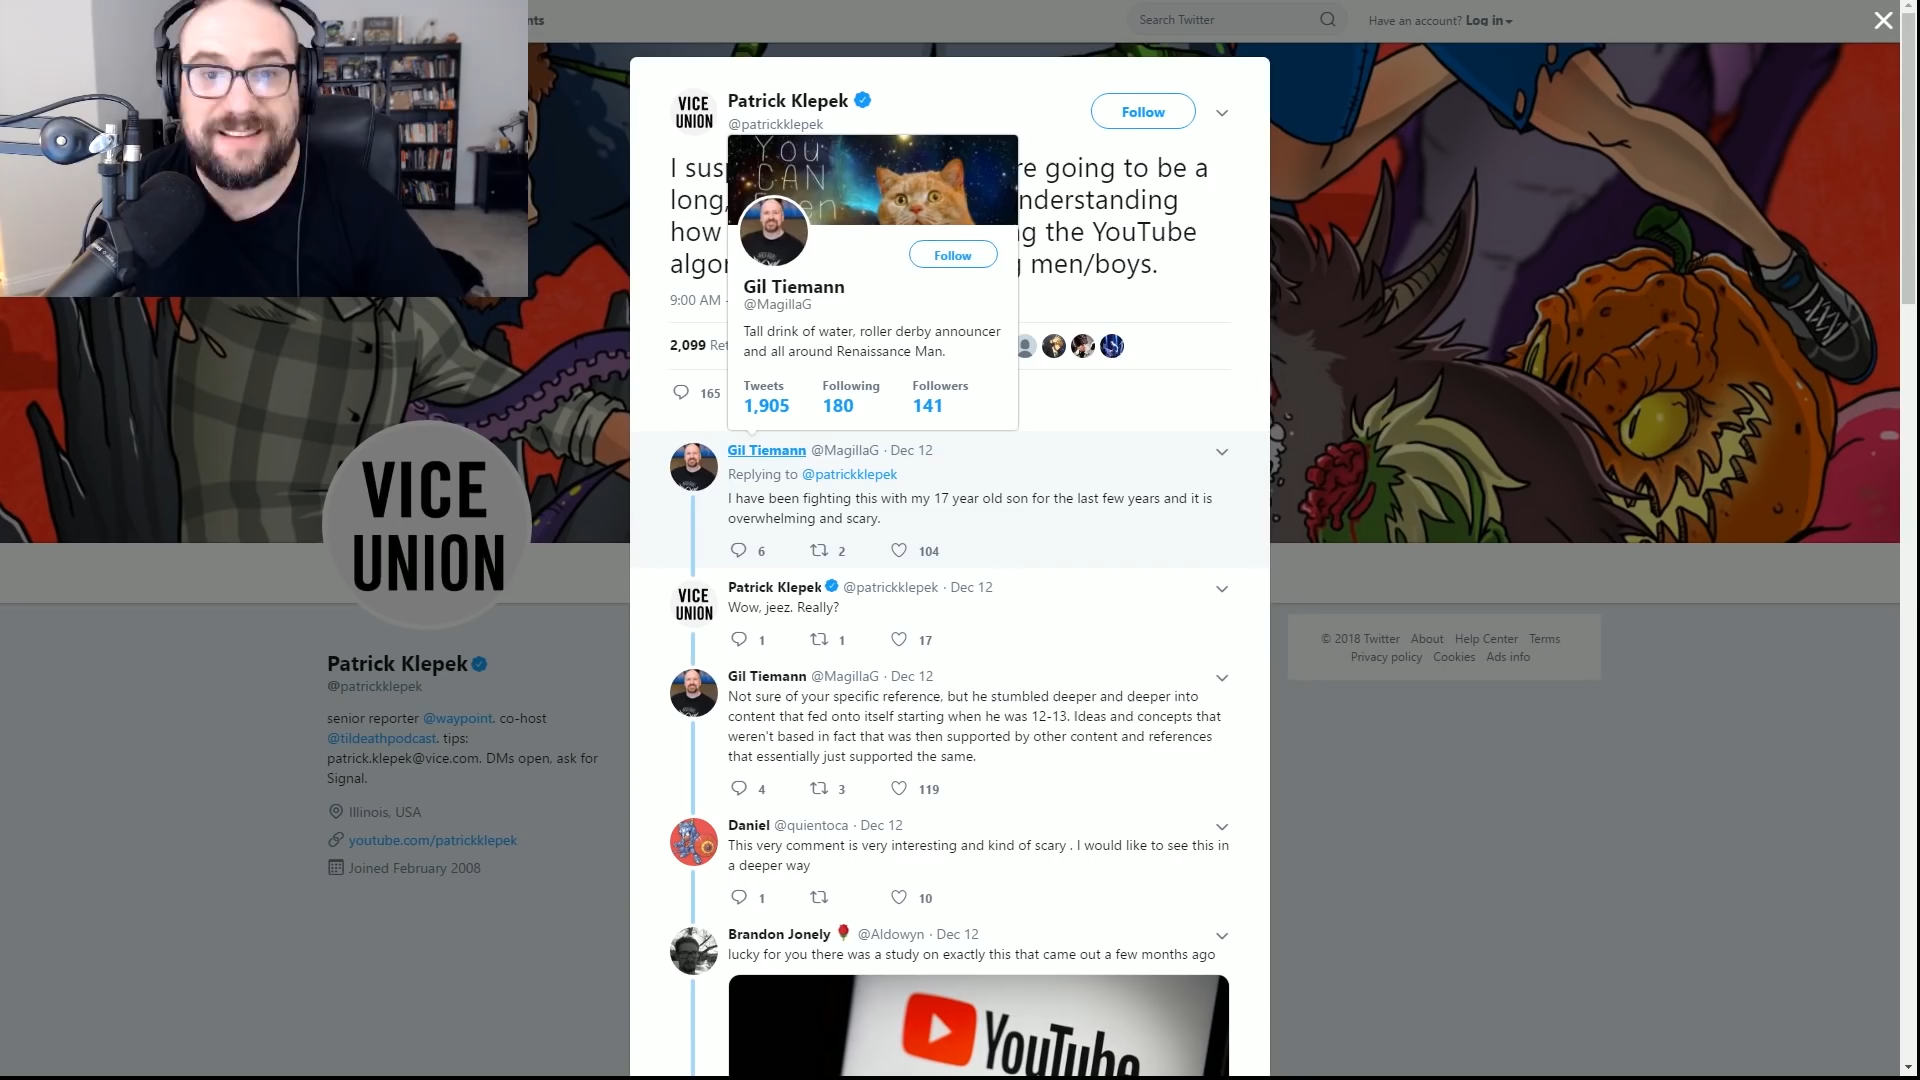 nts
Search Twitter
Have an account? Log in
Patrick Klepek
@patrickklepek
Follow
VICE
UNION
I sus
re going to be a
long,
nderstanding
how
g the YouTube
algor
men/boys.
YOU
CAN
9:00 AM -
2,099 Ret
165
Follow
Gil Tiemann
@MagillaG
Tall drink of water, roller derby announcer
and all around Renaissance Man.
Tweets Following Followers
1,905 180 141
Gil Tiemann @MagillaG · Dec 12
Replying to @patrickklepek
I have been fighting this with my 17 year old son for the last few years and it is
overwhelming and scary.
6 2 104
VICE
UNION
Patrick Klepek @patrickklepek · Dec 12
Wow, jeez. Really?
1 1 17
Gil Tiemann @MagillaG · Dec 12
Not sure of your specific reference, but he stumbled deeper and deeper into
content that fed onto itself starting when he was 12-13. Ideas and concepts that
weren't based in fact that was then supported by other content and references
that essentially just supported the same.
4 3 119
Daniel @quientoca · Dec 12
This very comment is very interesting and kind of scary . I would like to see this in
a deeper way
1 10
Brandon Jonely @Aldowyn · Dec 12
lucky for you there was a study on exactly this that came out a few months ago
YouTube
VICE
UNION
Patrick Klepek
@patrickklepek
senior reporter @waypoint. co-host
@tildeathpodcast. tips:
patrick.klepek@vice.com. DMs open, ask for
Signal.
Illinois, USA
youtube.com/patrickklepek
Joined February 2008
© 2018 Twitter About Help Center Terms
Privacy policy Cookies Ads info